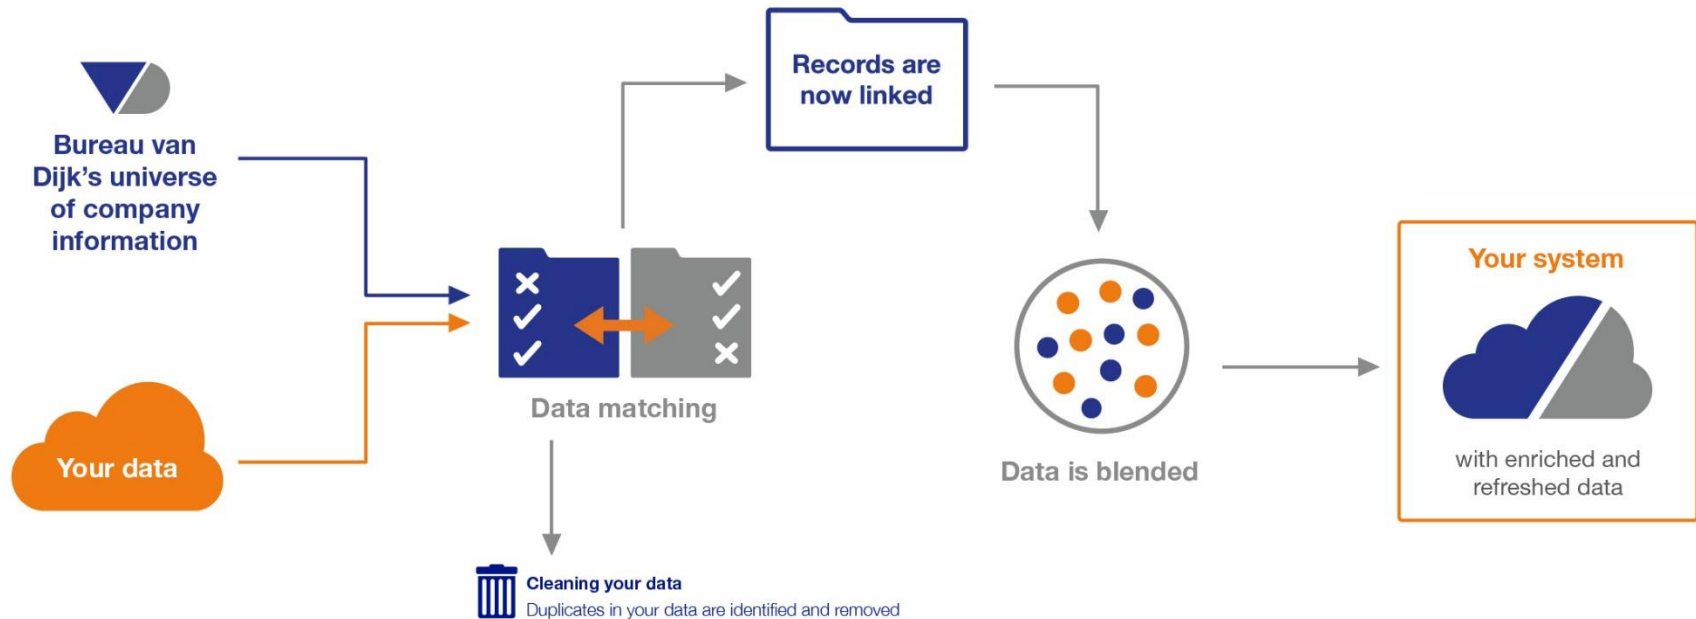 Bureau van
Dijk's universe
of company
information
Your data
Data matching
Cleaning your data
Duplicates in your data are identified and removed
Records are
now linked
Data is blended
Your system
with enriched and
refreshed data